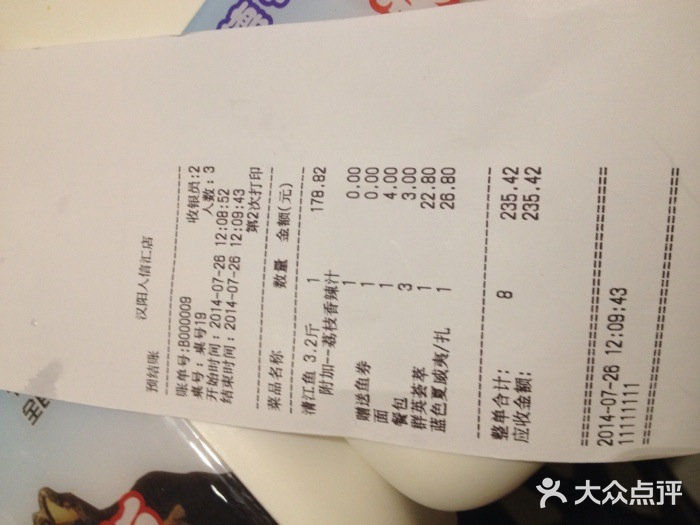 预结账
汉阳人信汇店
账单号:B000009 收银员:2
桌号: 桌号19 人数: 3
开始时间: 2014-07-26 12:08:52
结束时间: 2014-07-26 12:09:43
第2次打印
菜品名称 数量 金额(元)
清江鱼 3.2斤 1 178.82
附加--荔枝香辣汁
1 0.00
赠送鱼券 1 0.00
面 1 4.00
餐包 3 3.00
群英荟萃 1 22.80
蓝色夏威夷/扎 1 26.80
整单合计: 8 235.42
应收金额: 235.42
2014-07-26 12:09:43
11111111
大众点评